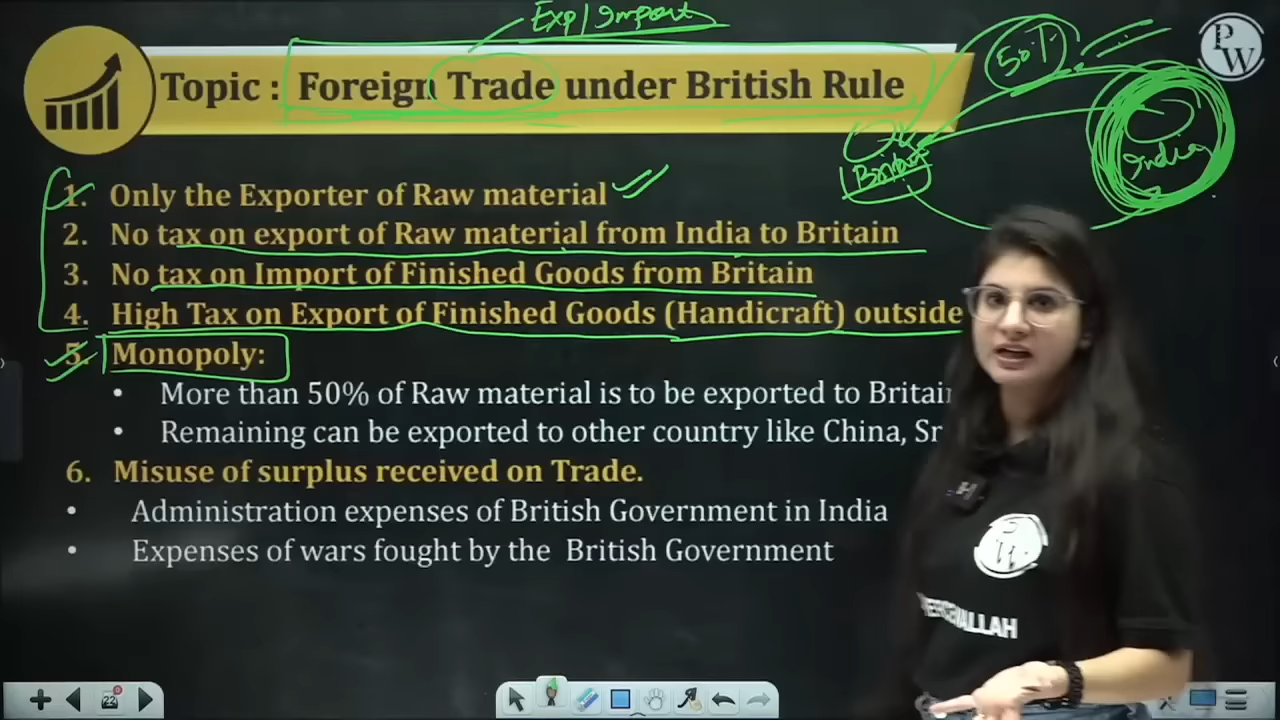 Exp/Import
50%
PW
Topic : Foreign Trade under British Rule
Britain
India
1. Only the Exporter of Raw material
2. No tax on export of Raw material from India to Britain
3. No tax on Import of Finished Goods from Britain
4. High Tax on Export of Finished Goods (Handicraft) outside
5. Monopoly:
• More than 50% of Raw material is to be exported to Britain
• Remaining can be exported to other country like China, Sr
6. Misuse of surplus received on Trade.
• Administration expenses of British Government in India
• Expenses of wars fought by the British Government
PW
22